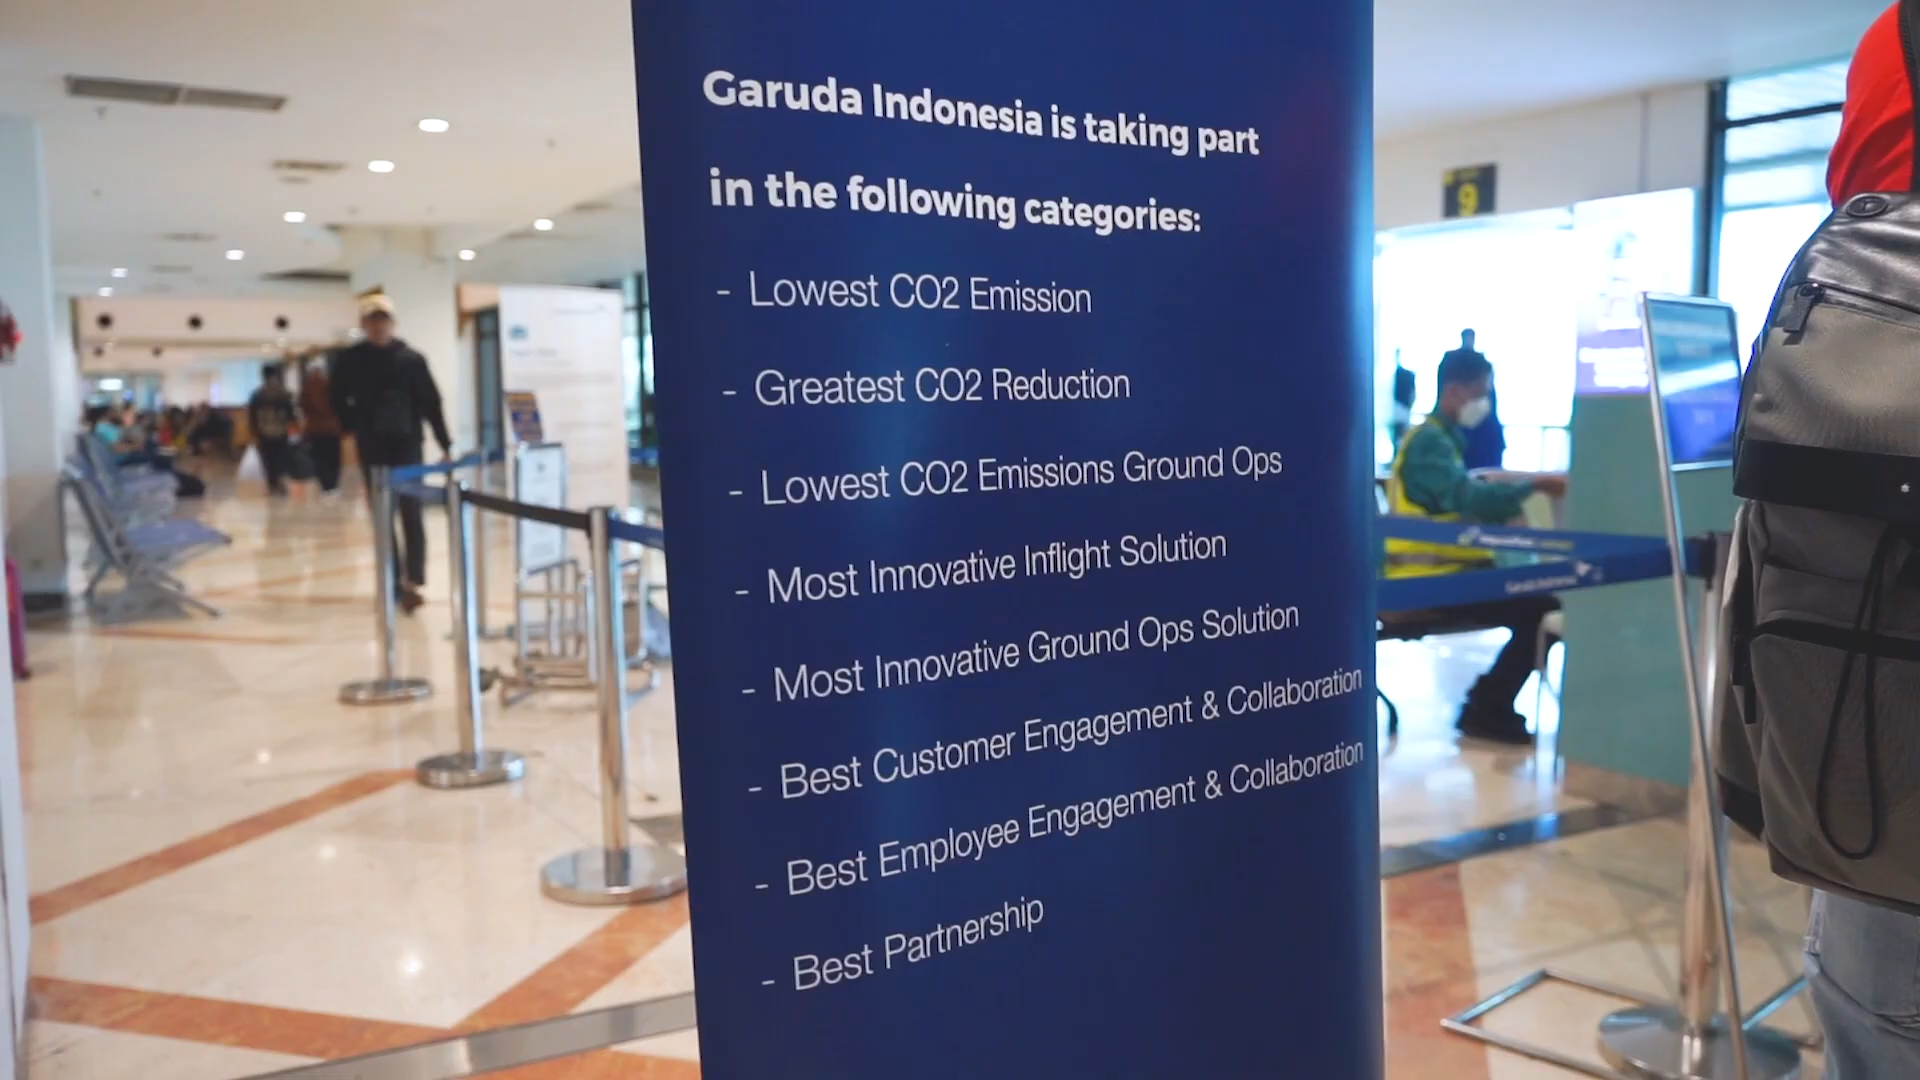 Garuda Indonesia is taking part
in the following categories:
- Lowest CO2 Emission
- Greatest CO2 Reduction
- Lowest CO2 Emissions Ground Ops
- Most Innovative Inflight Solution
- Most Innovative Ground Ops Solution
- Best Customer Engagement & Collaboration
- Best Employee Engagement & Collaboration
- Best Partnership
9
Garuda Indonesia